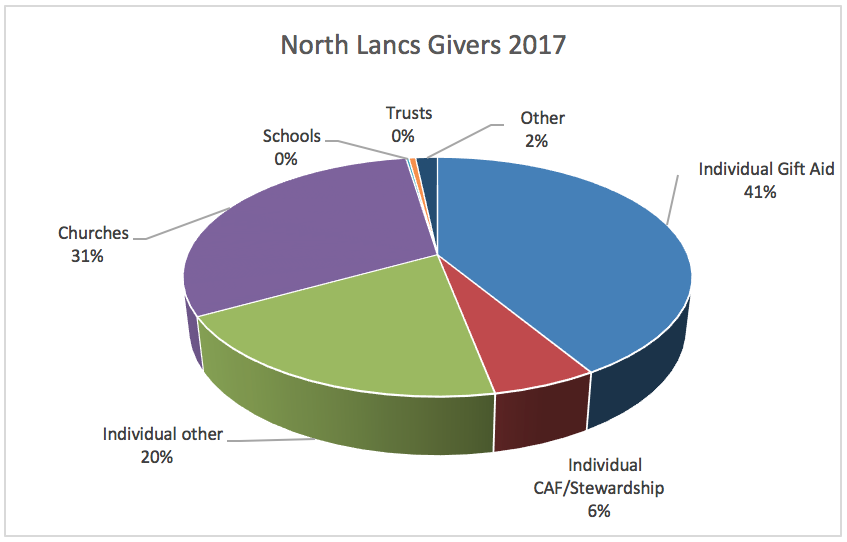 North Lancs Givers 2017
Trusts
0%
Other
2%
Schools
0%
Individual Gift Aid
41%
Churches
31%
Individual other
20%
Individual
CAF/Stewardship
6%